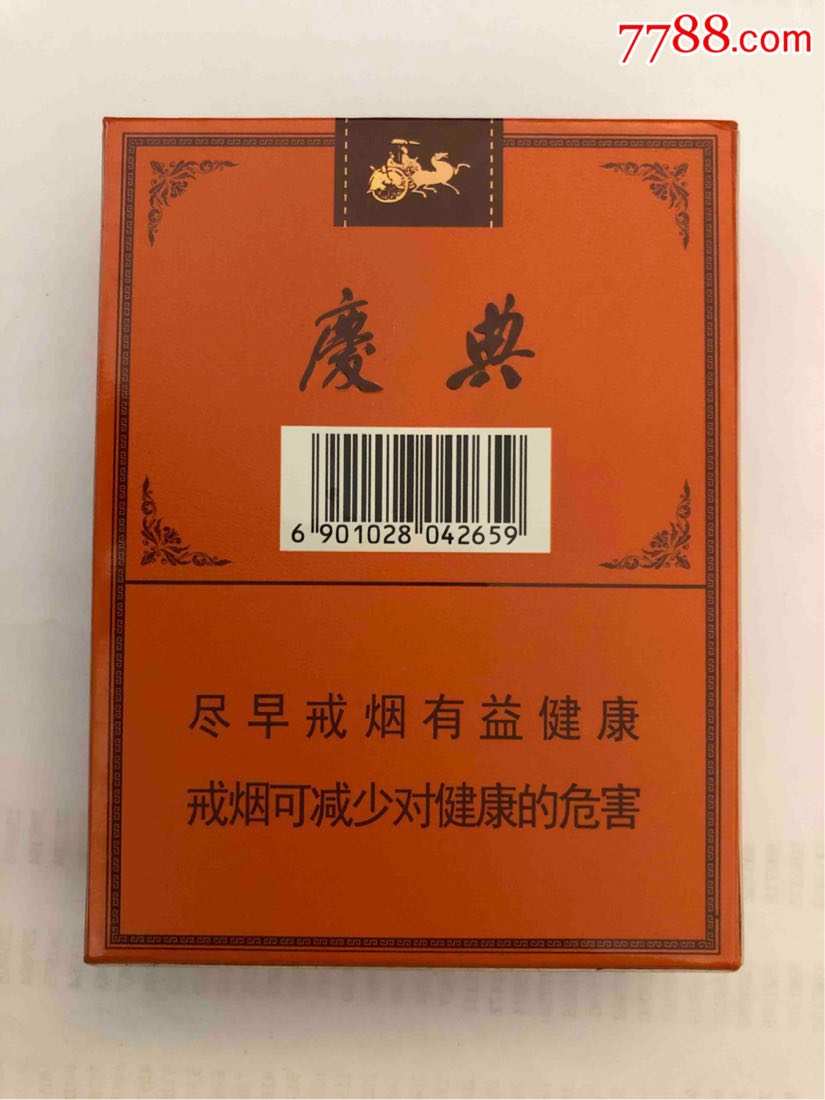 7788.com
慶典
6 901028 042659
尽早戒烟有益健康
戒烟可减少对健康的危害